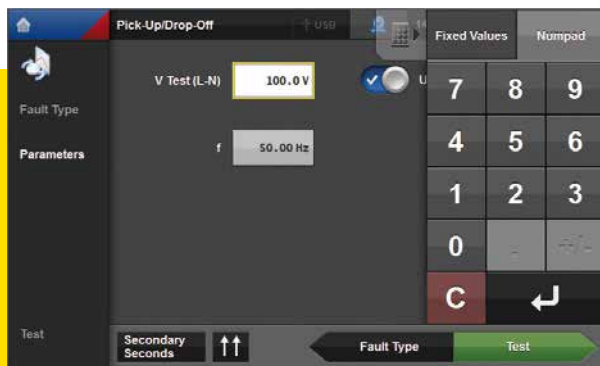 Pick-Up/Drop-Off
USB
14
Fixed Values
Numpad
Fault Type
Parameters
Test
V Test (L-N)
100.0 V
U
f
50.00 Hz
7
8
9
4
5
6
1
2
3
0
.
+/-
C
Secondary
Seconds
Fault Type
Test